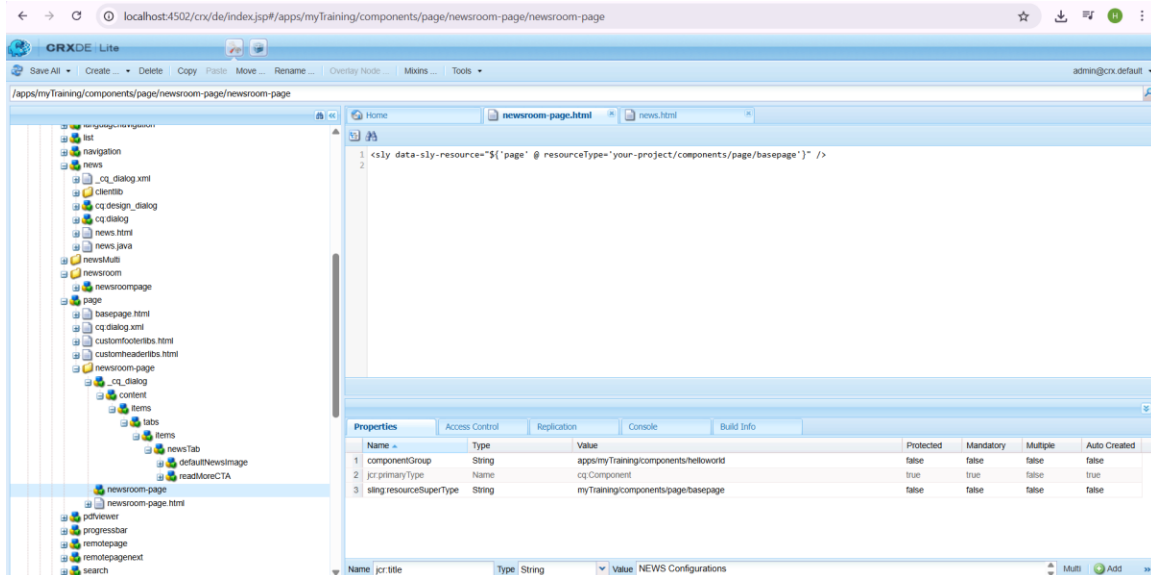 localhost:4502/crx/de/index.jsp#/apps/myTraining/components/page/newsroom-page/newsroom-page
H
CRXDE Lite
Save All Create ... Delete Copy Paste Move ... Rename ... Overlay Node ... Mixins ... Tools admin@crx.default
/apps/myTraining/components/page/newsroom-page/newsroom-page
Home newsroom-page.html news.html
languagenavigation
list
navigation
news
_cq_dialog.xml
clientlib
cq:design_dialog
cq:dialog
news.html
news.java
newsMulti
newsroom
newsroompage
page
basepage.html
cq:dialog.xml
customfooterlibs.html
customheaderlibs.html
newsroom-page
_cq_dialog
content
items
tabs
items
newsTab
defaultNewsImage
readMoreCTA
newsroom-page
newsroom-page.html
pdfviewer
progressbar
remotepage
remotepagenext
search
1 <sly data-sly-resource="${'page' @ resourceType='your-project/components/page/basepage'}" />
2
Properties Access Control Replication Console Build Info
Name Type Value Protected Mandatory Multiple Auto Created
1 componentGroup String apps/myTraining/components/helloworld false false false false
2 jcr:primaryType Name cq:Component true true false true
3 sling:resourceSuperType String myTraining/components/page/basepage false false false false
Name jcr:title Type String Value NEWS Configurations Multi Add »